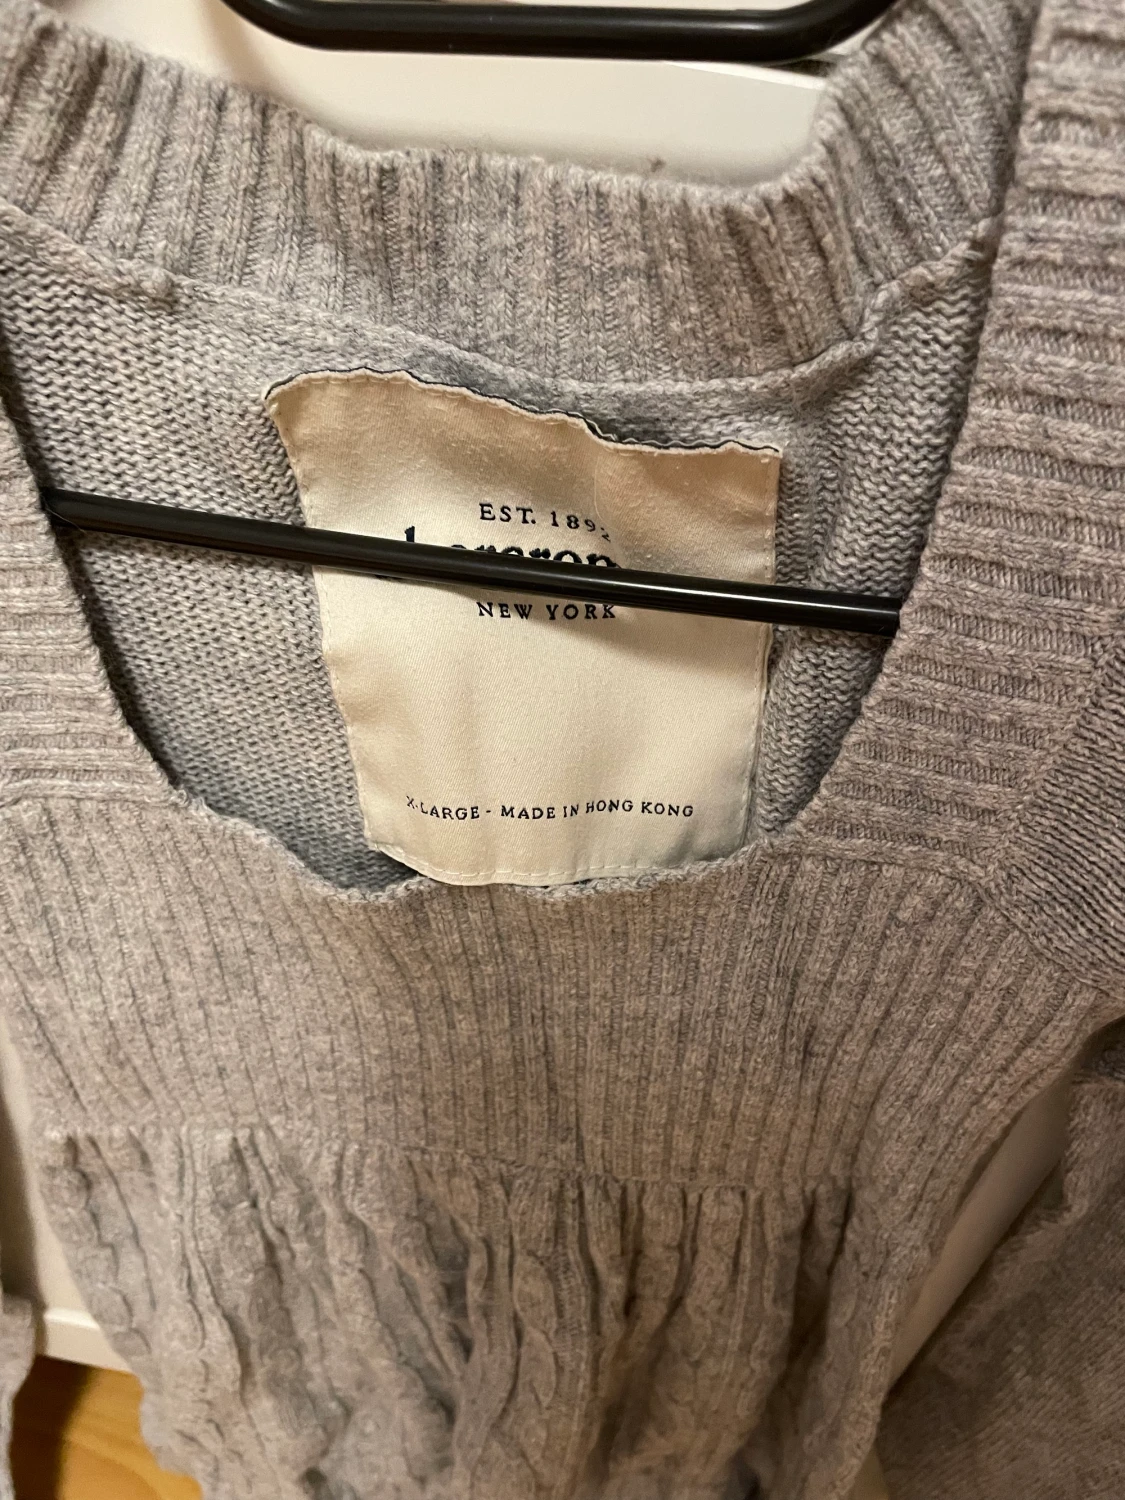 EST. 189
NEW YORK
X-LARGE - MADE IN HONG KONG